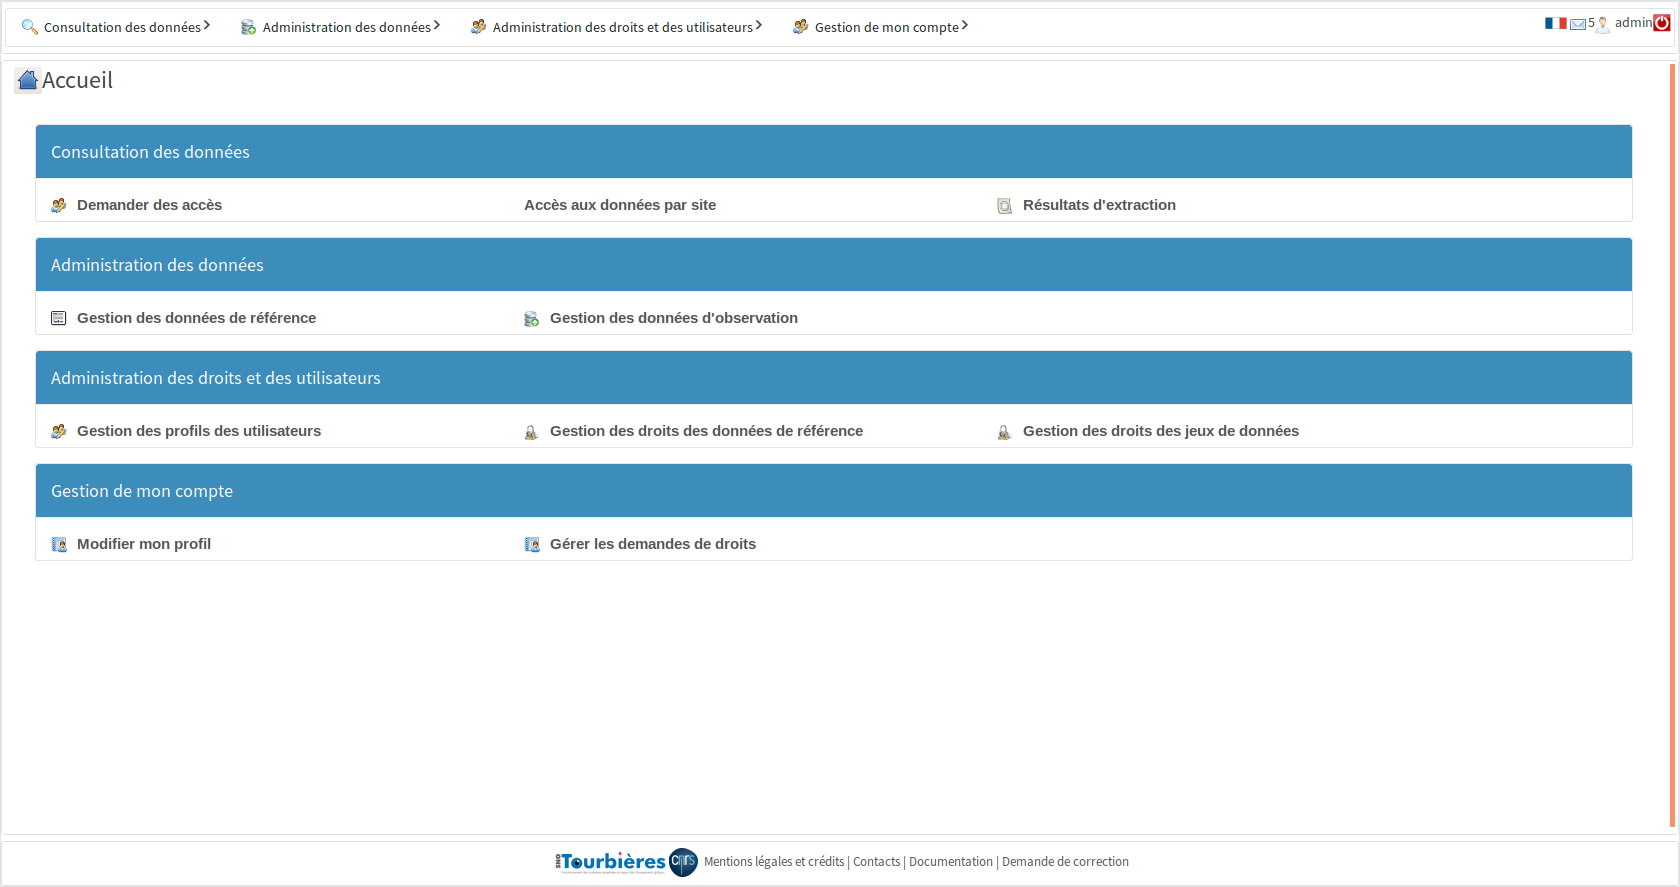 Consultation des données Administration des données Administration des droits et des utilisateurs Gestion de mon compte 5 admin
Accueil
Consultation des données
Demander des accès Accès aux données par site Résultats d'extraction
Administration des données
Gestion des données de référence Gestion des données d'observation
Administration des droits et des utilisateurs
Gestion des profils des utilisateurs Gestion des droits des données de référence Gestion des droits des jeux de données
Gestion de mon compte
Modifier mon profil Gérer les demandes de droits
SNO Tourbières cnrs Mentions légales et crédits | Contacts | Documentation | Demande de correction